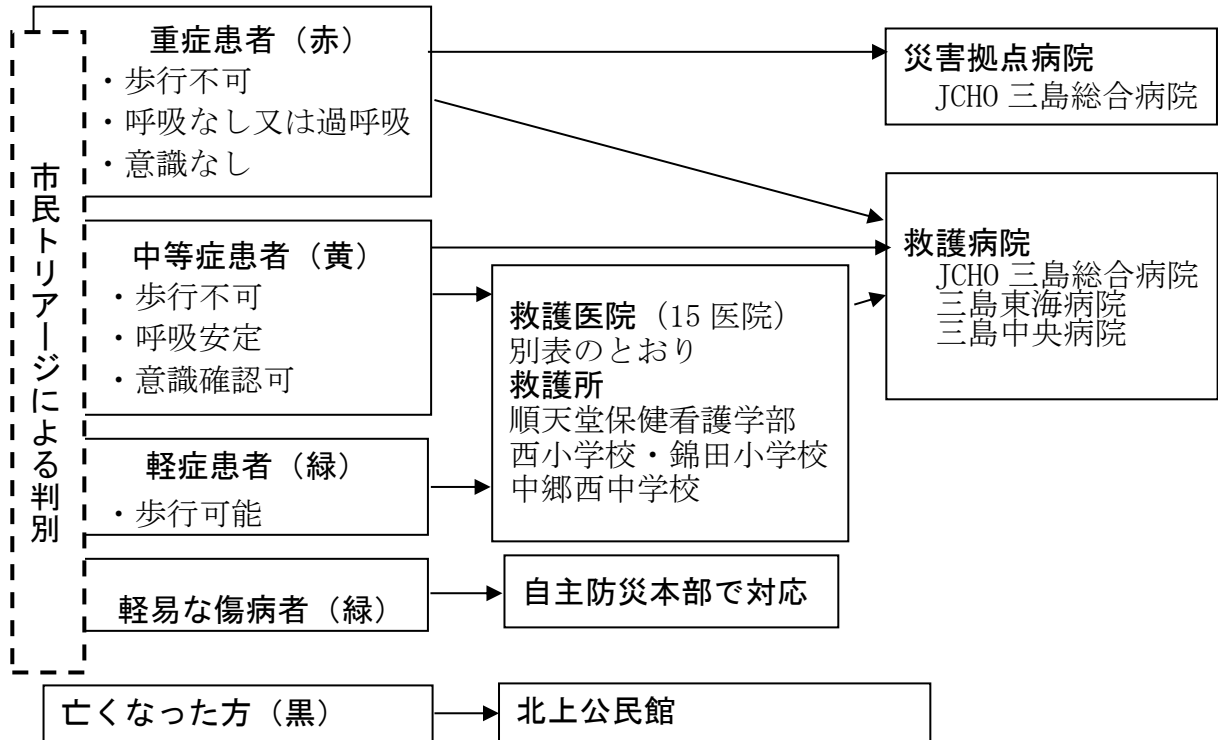 市民トリアージによる判別
重症患者（赤）
・歩行不可
・呼吸なし又は過呼吸
・意識なし
災害拠点病院
JCHO 三島総合病院
中等症患者（黄）
・歩行不可
・呼吸安定
・意識確認可
救護病院
JCHO 三島総合病院
三島東海病院
三島中央病院
救護医院（15 医院）
別表のとおり
救護所
順天堂保健看護学部
西小学校・錦田小学校
中郷西中学校
軽症患者（緑）
・歩行可能
軽易な傷病者（緑）
自主防災本部で対応
亡くなった方（黒）
北上公民館